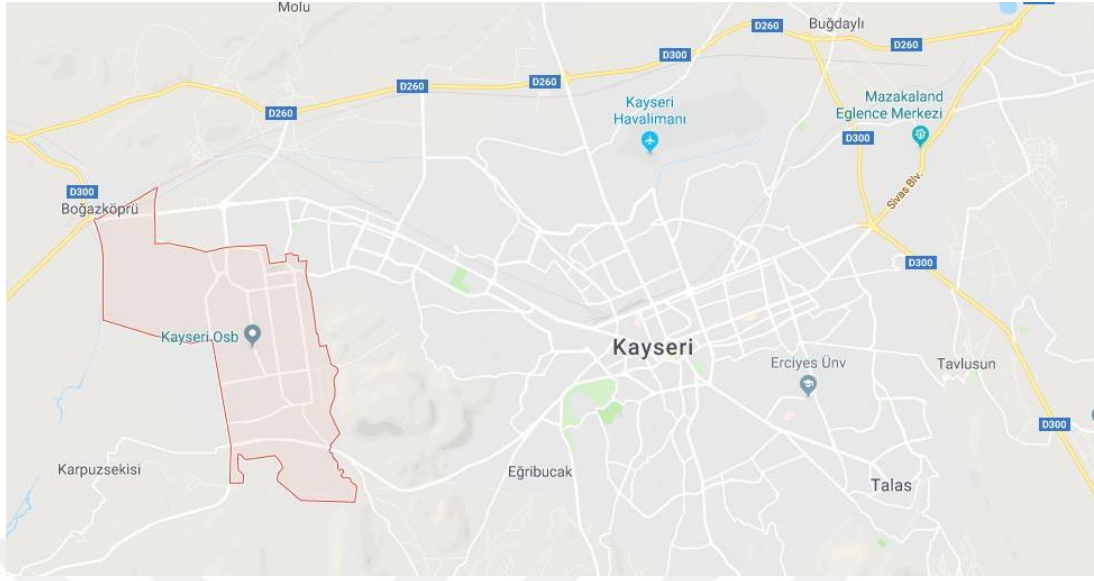 Molu
Buğdaylı
D260
D260
D300
D260
D260
D260
Mazakaland
Eglence Merkezi
Kayseri
Havalimanı
D300
D300
Boğazköprü
Sivas Blv.
D300
Kayseri Osb
Kayseri
Erciyes Ünv
Tavlusun
D300
Karpuzsekisi
Eğribucak
Talas